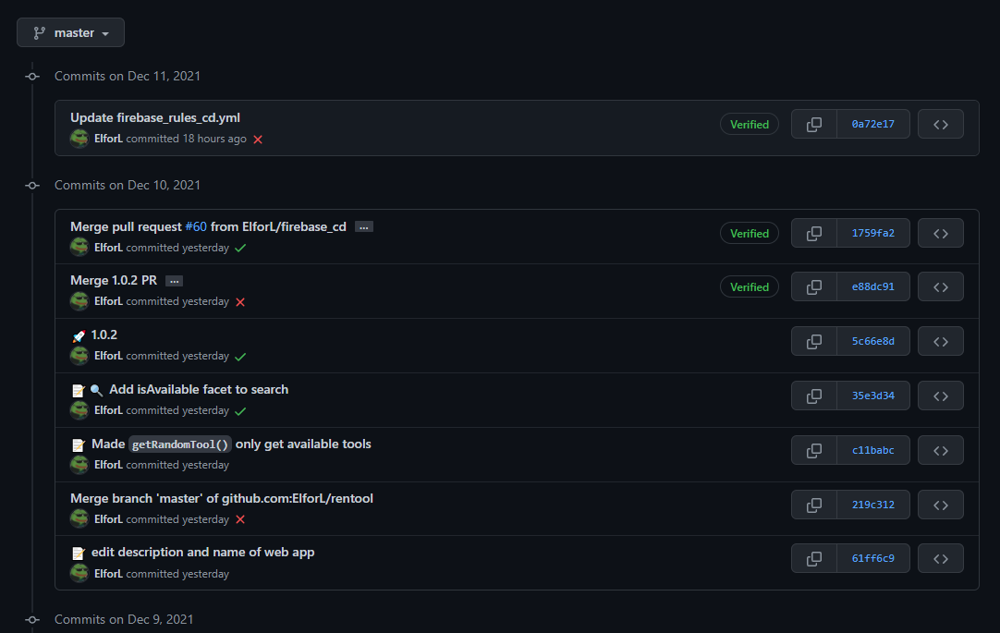 master
Commits on Dec 11, 2021
Update firebase_rules_cd.yml
Verified
0a72e17
ElforL committed 18 hours ago
Commits on Dec 10, 2021
Merge pull request #60 from ElforL/firebase_cd ...
Verified
1759fa2
ElforL committed yesterday
Merge 1.0.2 PR ...
Verified
e88dc91
ElforL committed yesterday
🚀 1.0.2
5c66e8d
ElforL committed yesterday
📝 🔍 Add isAvailable facet to search
35e3d34
ElforL committed yesterday
📝 Made getRandomTool() only get available tools
c11babc
ElforL committed yesterday
Merge branch 'master' of github.com:ElforL/rentool
219c312
ElforL committed yesterday
📝 edit description and name of web app
61ff6c9
ElforL committed yesterday
Commits on Dec 9, 2021